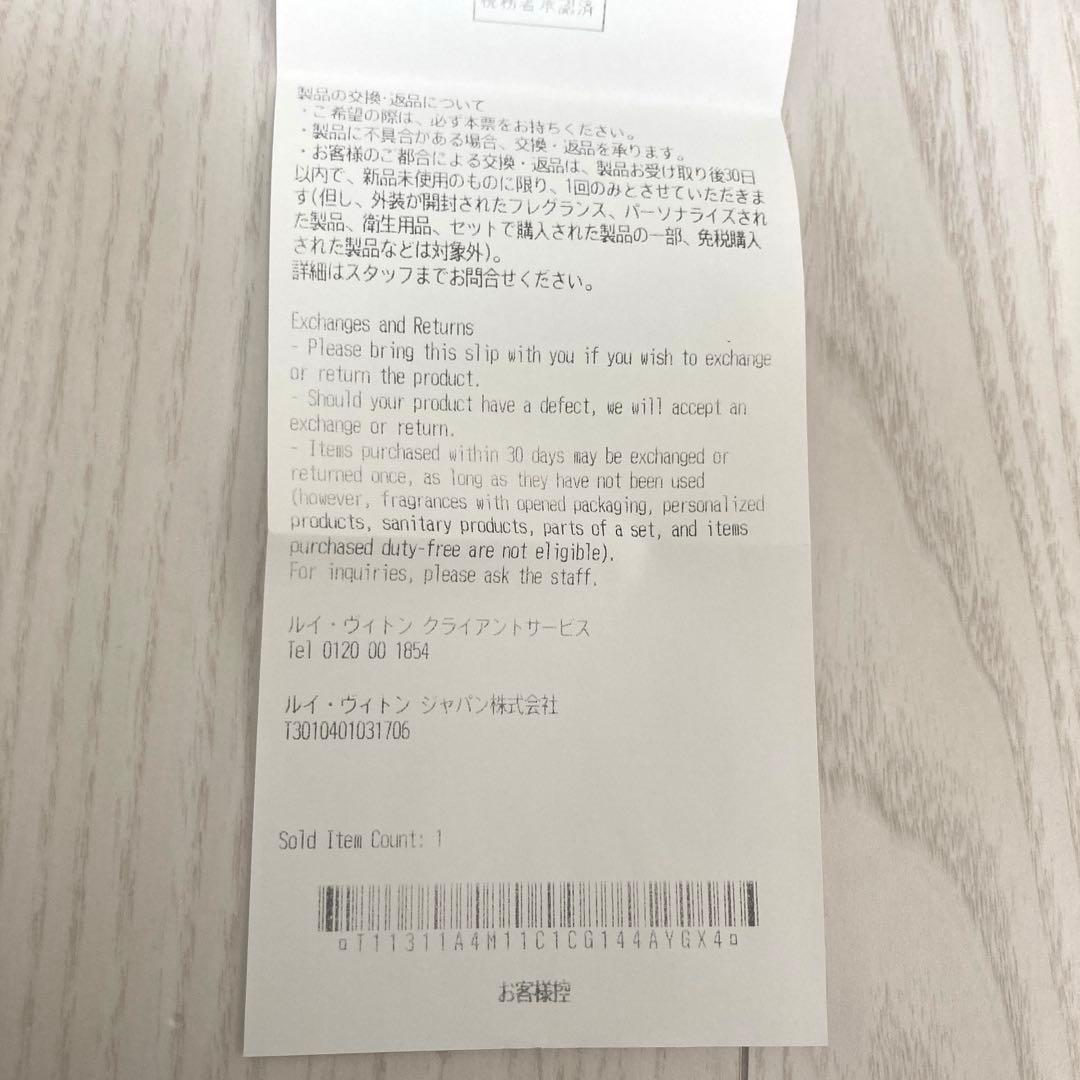 税務署承認済
製品の交換・返品について
・ご希望の際は、必ず本票をお持ちください。
・製品に不具合がある場合、交換・返品を承ります。
・お客様のご都合による交換・返品は、製品お受け取り後30日
以内で、新品未使用のものに限り、1回のみとさせていただきま
す(但し、外装が開封されたフレグランス、パーソナライズされ
た製品、衛生用品、セットで購入された製品の一部、免税購入
された製品などは対象外)。
詳細はスタッフまでお問合せください。
Exchanges and Returns
- Please bring this slip with you if you wish to exchange
or return the product.
- Should your product have a defect, we will accept an
exchange or return.
- Items purchased within 30 days may be exchanged or
returned once, as long as they have not been used
(however, fragrances with opened packaging, personalized
products, sanitary products, parts of a set, and items
purchased duty-free are not eligible).
For inquiries, please ask the staff.
ルイ・ヴィトン クライアントサービス
Tel 0120 00 1854
ルイ・ヴィトン ジャパン株式会社
T3010401031706
Sold Item Count: 1
¤T11311A4M11C1CG144AYGX4¤
お客様控